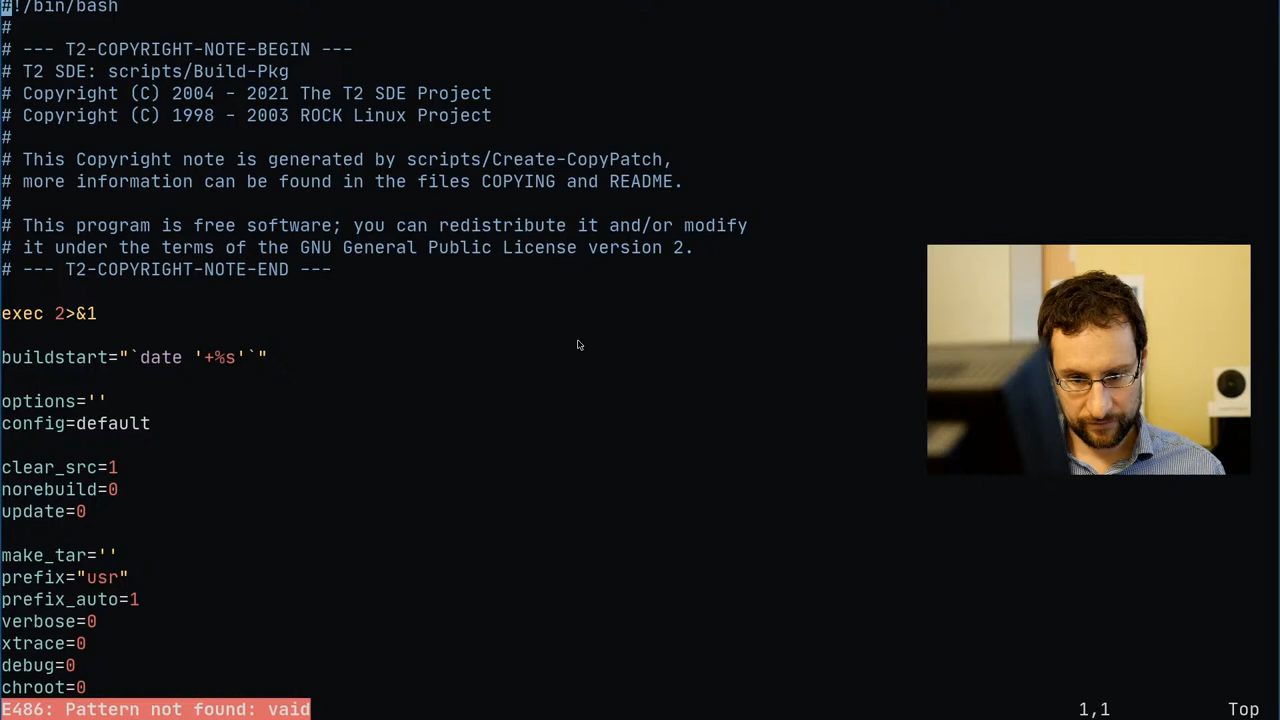 #!/bin/bash
#
# --- T2-COPYRIGHT-NOTE-BEGIN ---
# T2 SDE: scripts/Build-Pkg
# Copyright (C) 2004 - 2021 The T2 SDE Project
# Copyright (C) 1998 - 2003 ROCK Linux Project
#
# This Copyright note is generated by scripts/Create-CopyPatch,
# more information can be found in the files COPYING and README.
#
# This program is free software; you can redistribute it and/or modify
# it under the terms of the GNU General Public License version 2.
# --- T2-COPYRIGHT-NOTE-END ---
exec 2>&1
buildstart="`date '+%s'`"
options=''
config=default
clear_src=1
norebuild=0
update=0
make_tar=''
prefix="usr"
prefix_auto=1
verbose=0
xtrace=0
debug=0
chroot=0
E486: Pattern not found: vaid 1,1 Top